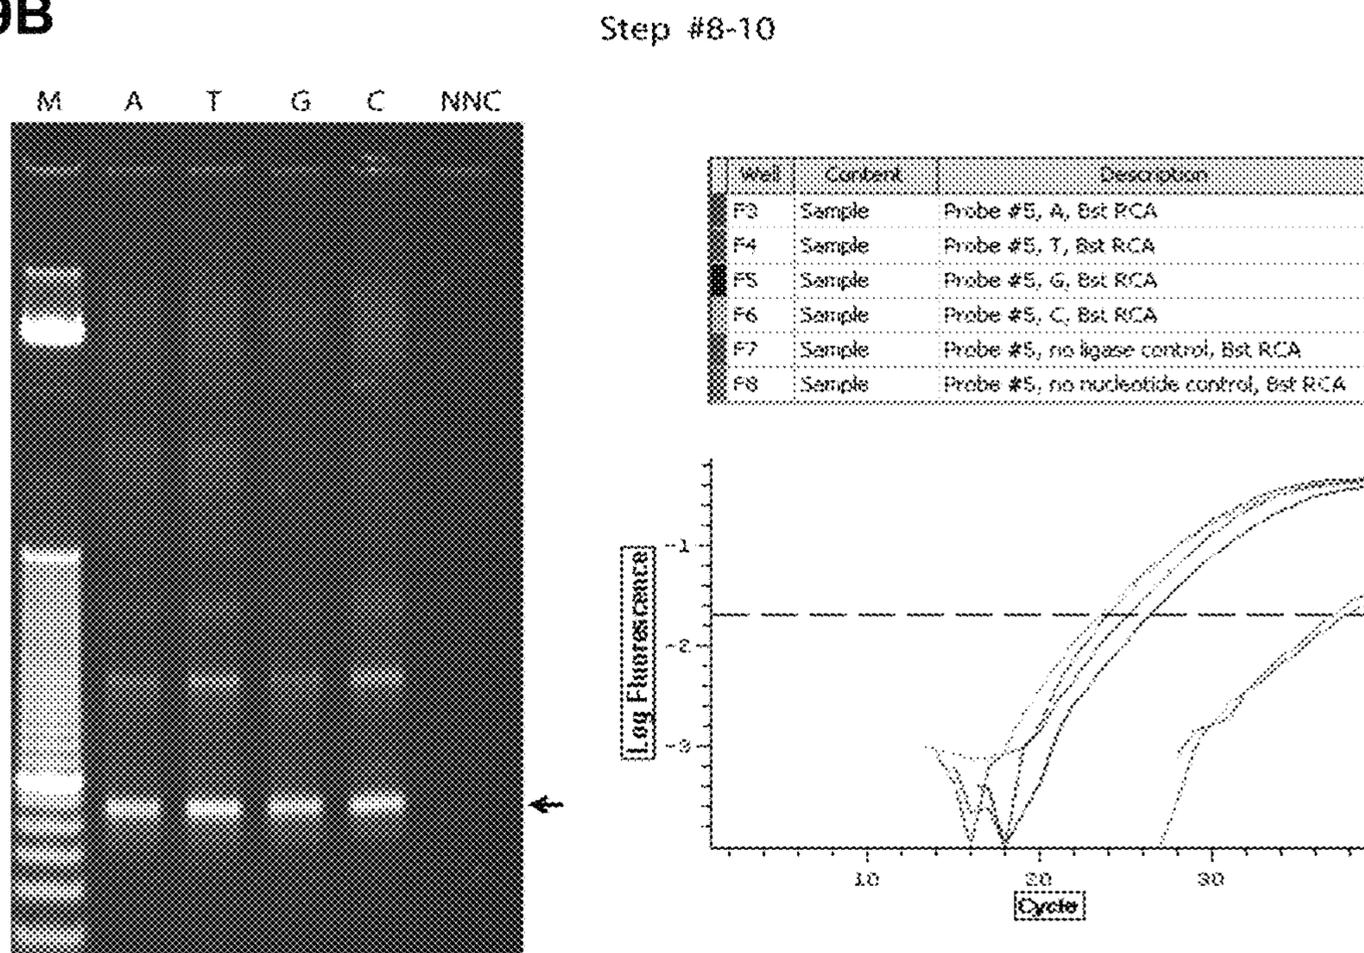 9B
Step #8-10
M A T G C NNC
Well Content Description
F3 Sample Probe #5, A, Bst RCA
F4 Sample Probe #5, T, Bst RCA
F5 Sample Probe #5, G, Bst RCA
F6 Sample Probe #5, C, Bst RCA
F7 Sample Probe #5, no ligase control, Bst RCA
F8 Sample Probe #5, no nucleotide control, Bst RCA
Log Fluorescence
-1
-2
-3
10 20 30
Cycle